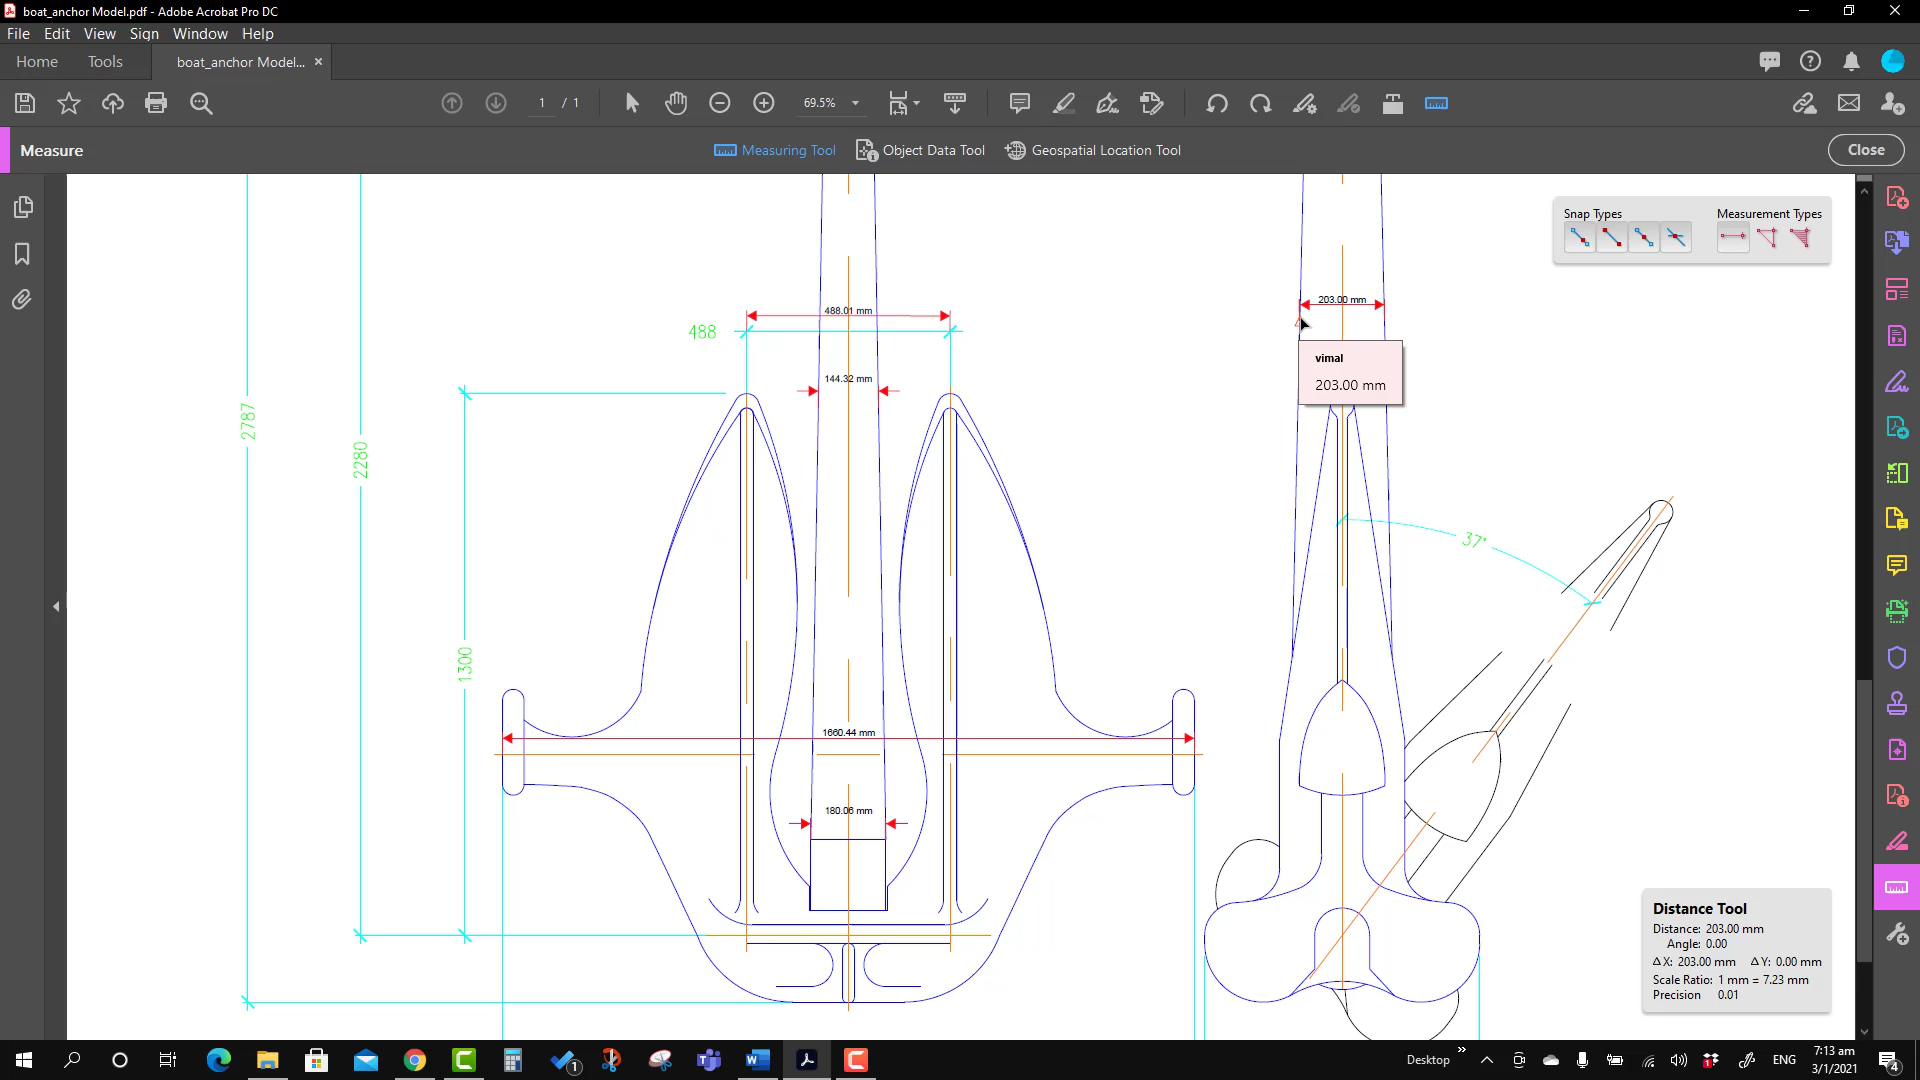 boat_anchor Model.pdf - Adobe Acrobat Pro DC
File Edit View Sign Window Help
Home Tools boat_anchor Model... ×
1 / 1 69.5%
Measure Measuring Tool Object Data Tool Geospatial Location Tool Close
Snap Types Measurement Types
203.00 mm
488.01 mm
488
vimal
203.00 mm
144.32 mm
2787
2280
37°
1300
1660.44 mm
180.06 mm
Distance Tool
Distance: 203.00 mm
Angle: 0.00
ΔX: 203.00 mm ΔY: 0.00 mm
Scale Ratio: 1 mm = 7.23 mm
Precision 0.01
1 Desktop » ENG 7:13 am 4
3/1/2021